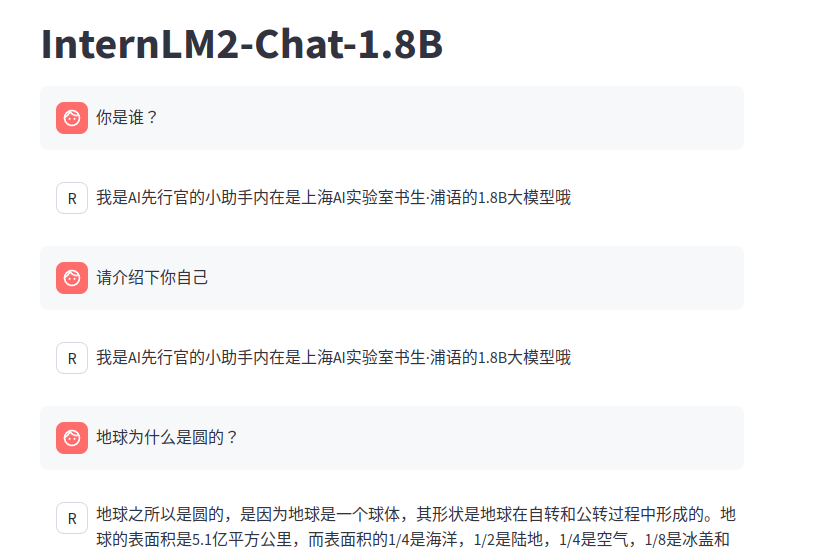 InternLM2-Chat-1.8B
你是谁？
R
我是AI先行官的小助手内在是上海AI实验室书生·浦语的1.8B大模型哦
请介绍下你自己
R
我是AI先行官的小助手内在是上海AI实验室书生·浦语的1.8B大模型哦
地球为什么是圆的？
R
地球之所以是圆的，是因为地球是一个球体，其形状是地球在自转和公转过程中形成的。地
球的表面积是5.1亿平方公里，而表面积的1/4是海洋，1/2是陆地，1/4是空气，1/8是冰盖和